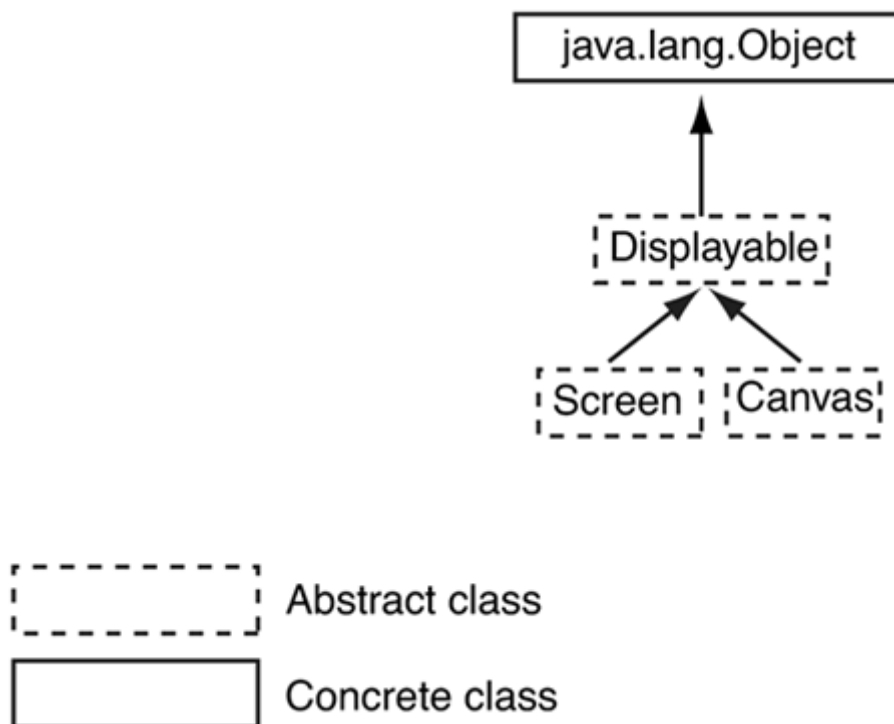 java.lang.Object
Displayable
Screen
Canvas
Abstract class
Concrete class